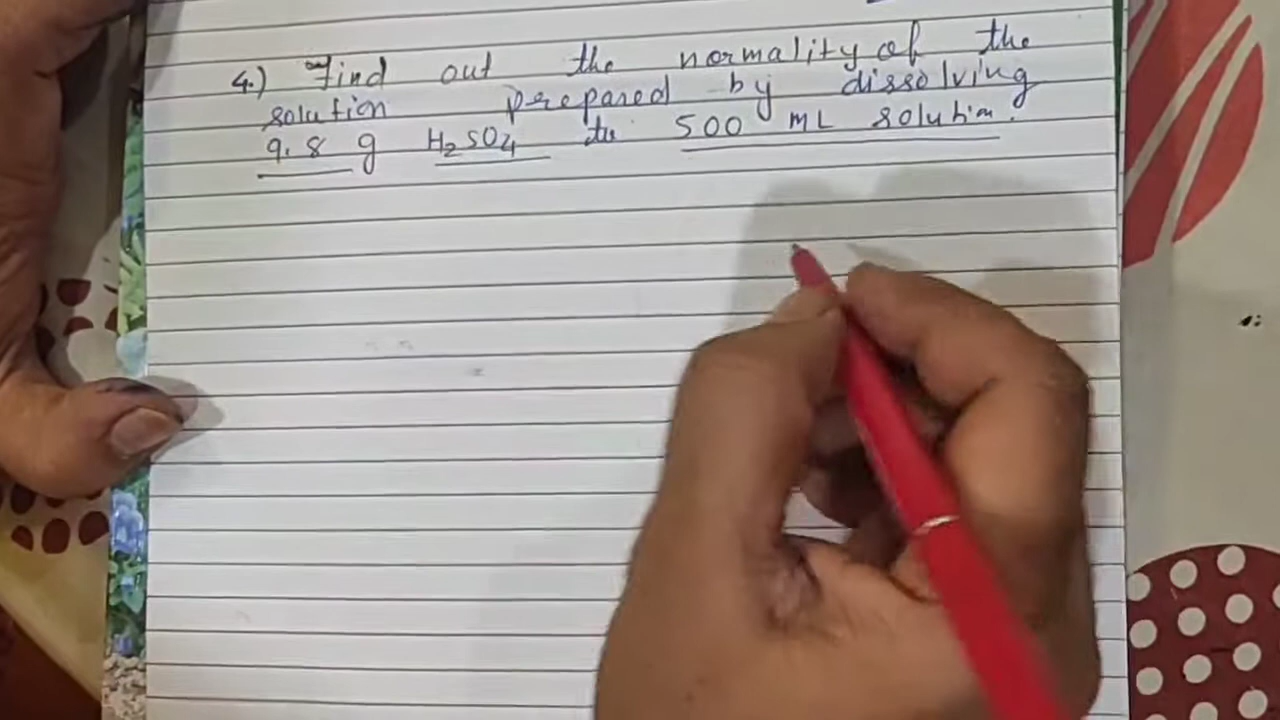 4.) Find out the normality of the
solution prepared by dissolving
9.8 g H₂SO₄ to 500 mL solution.